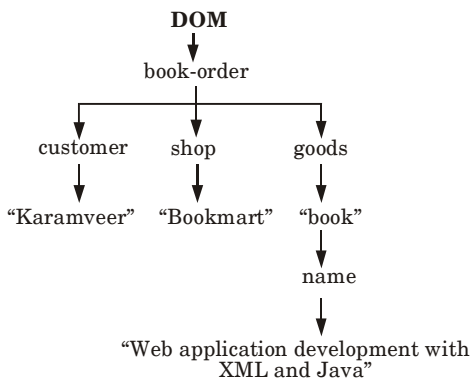 DOM
book-order
customer shop goods
“Karamveer” “Bookmart” “book”
name
“Web application development with
XML and Java”